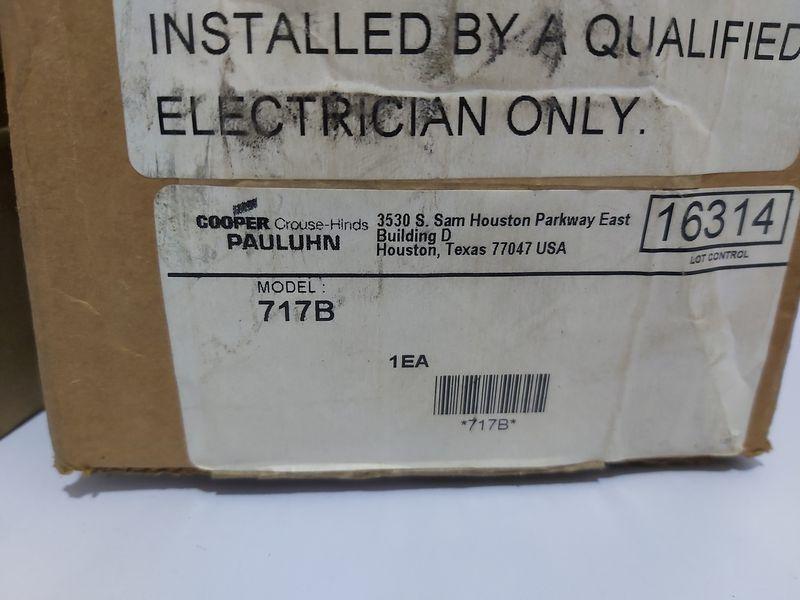 INSTALLED BY A QUALIFIED
ELECTRICIAN ONLY.
COOPER Crouse-Hinds
PAULUHN
3530 S. Sam Houston Parkway East
Building D
Houston, Texas 77047 USA
16314
LOT CONTROL
MODEL :
717B
1EA
*717B*